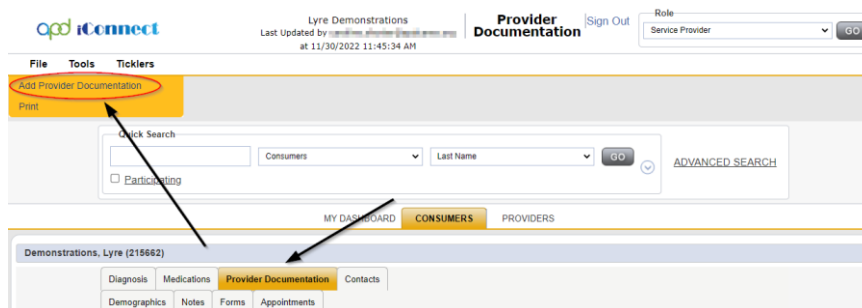 apd iConnect
Lyre Demonstrations
Last Updated by
at 11/30/2022 11:45:34 AM
Provider
Documentation
Sign Out
Role
Service Provider
GO
File Tools Ticklers
Add Provider Documentation
Print
Quick Search
Consumers
Last Name
GO
ADVANCED SEARCH
Participating
MY DASHBOARD CONSUMERS PROVIDERS
Demonstrations, Lyre (215662)
Diagnosis Medications Provider Documentation Contacts
Demographics Notes Forms Appointments